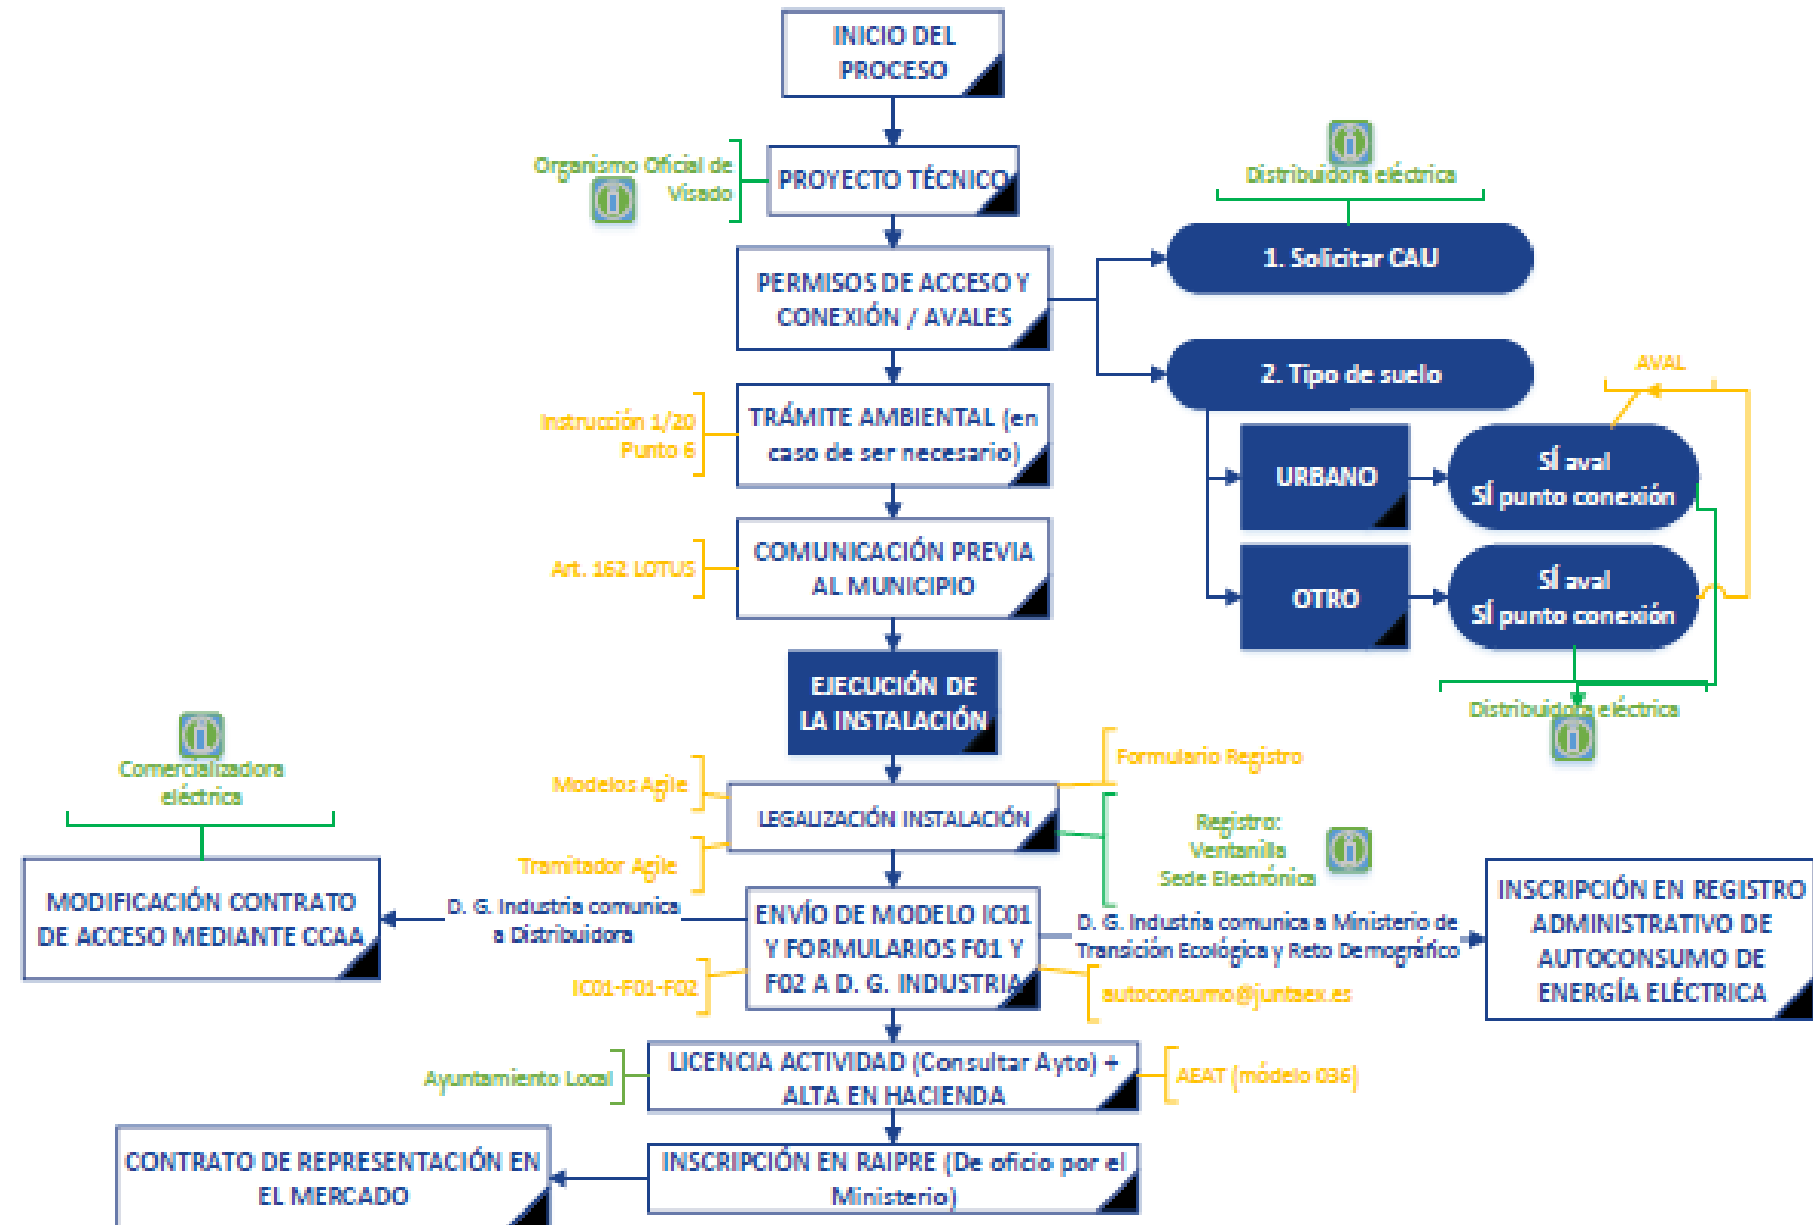 INICIO DEL
PROCESO
Organismo Oficial de
Visado
PROYECTO TÉCNICO
Distribuidora eléctrica
PERMISOS DE ACCESO Y
CONEXIÓN / AVALES
1. Solicitar CAU
2. Tipo de suelo
AVAL
URBANO
SÍ aval
SÍ punto conexión
OTRO
SÍ aval
SÍ punto conexión
Distribuidora eléctrica
Instrucción 1/20
Punto 6
TRÁMITE AMBIENTAL (en
caso de ser necesario)
Art. 162 LOTUS
COMUNICACIÓN PREVIA
AL MUNICIPIO
EJECUCIÓN DE
LA INSTALACIÓN
Modelos Agile
Tramitador Agile
LEGALIZACIÓN INSTALACIÓN
Formulario Registro
Registro:
Ventanilla
Sede Electrónica
Comercializadora
eléctrica
MODIFICACIÓN CONTRATO
DE ACCESO MEDIANTE CCAA
D. G. Industria comunica
a Distribuidora
ENVÍO DE MODELO IC01
Y FORMULARIOS F01 Y
F02 A D. G. INDUSTRIA
IC01-F01-F02
autoconsumo@juntaex.es
D. G. Industria comunica a Ministerio de
Transición Ecológica y Reto Demográfico
INSCRIPCIÓN EN REGISTRO
ADMINISTRATIVO DE
AUTOCONSUMO DE
ENERGÍA ELÉCTRICA
Ayuntamiento Local
LICENCIA ACTIVIDAD (Consultar Ayto) +
ALTA EN HACIENDA
AEAT (módelo 036)
INSCRIPCIÓN EN RAIPRE (De oficio por el
Ministerio)
CONTRATO DE REPRESENTACIÓN EN
EL MERCADO